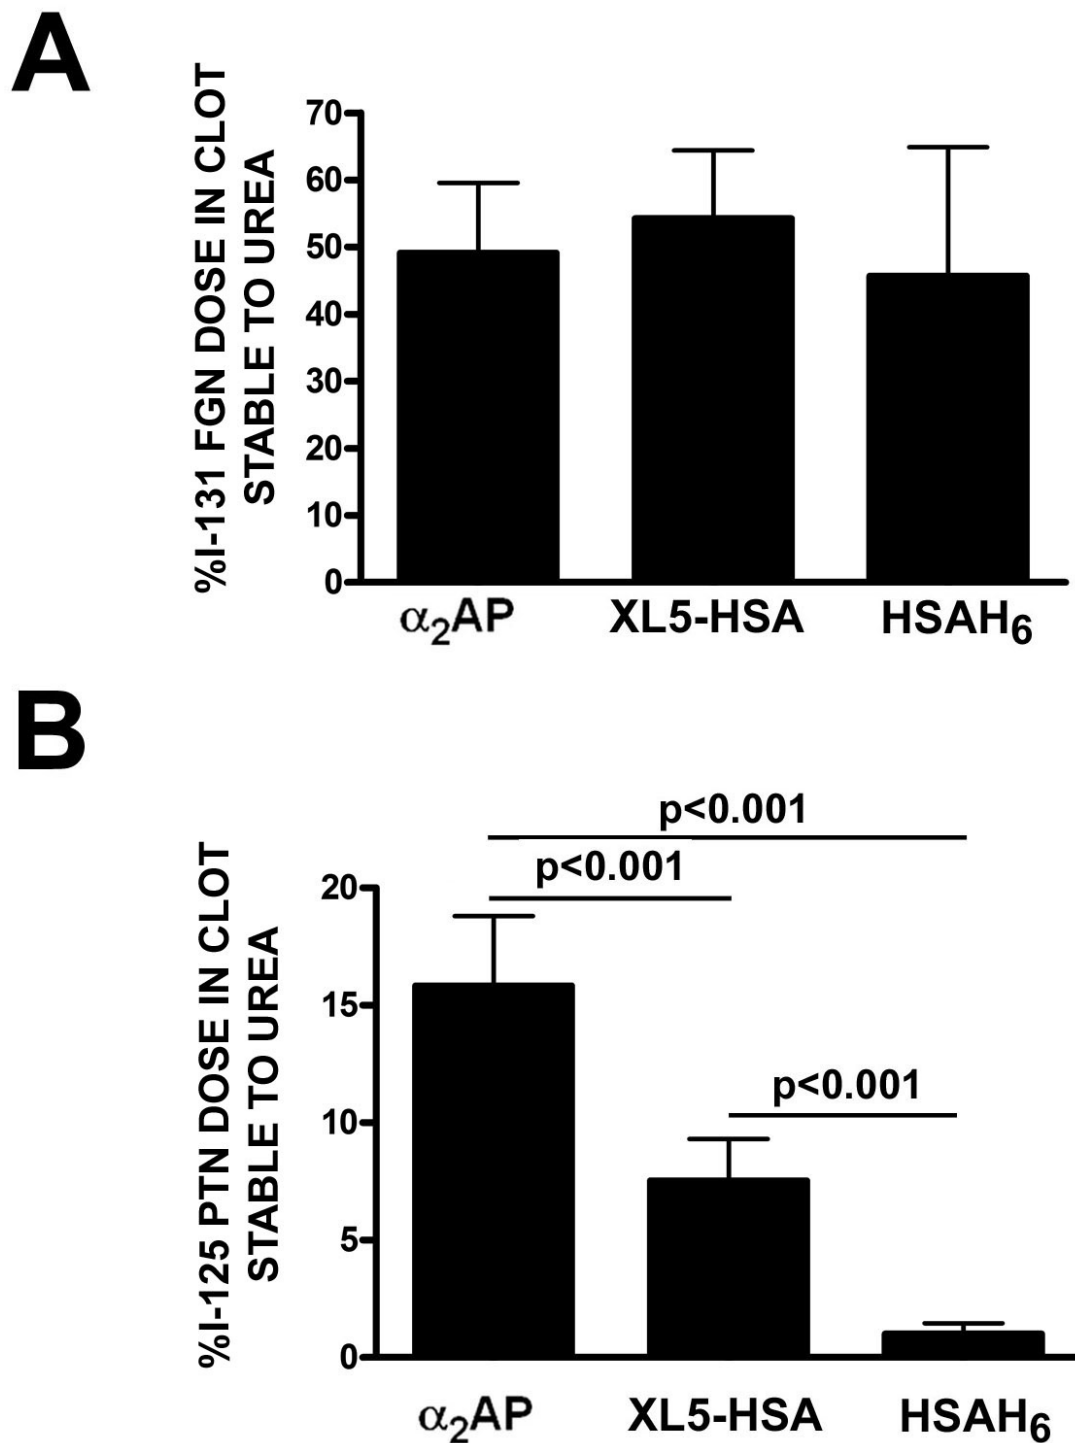 A
%I-131 FGN DOSE IN CLOT
STABLE TO UREA
70
60
50
40
30
20
10
0
α₂AP XL5-HSA HSAH₆
B
p<0.001
p<0.001
%I-125 PTN DOSE IN CLOT
STABLE TO UREA
20
15
p<0.001
10
5
0
α₂AP XL5-HSA HSAH₆